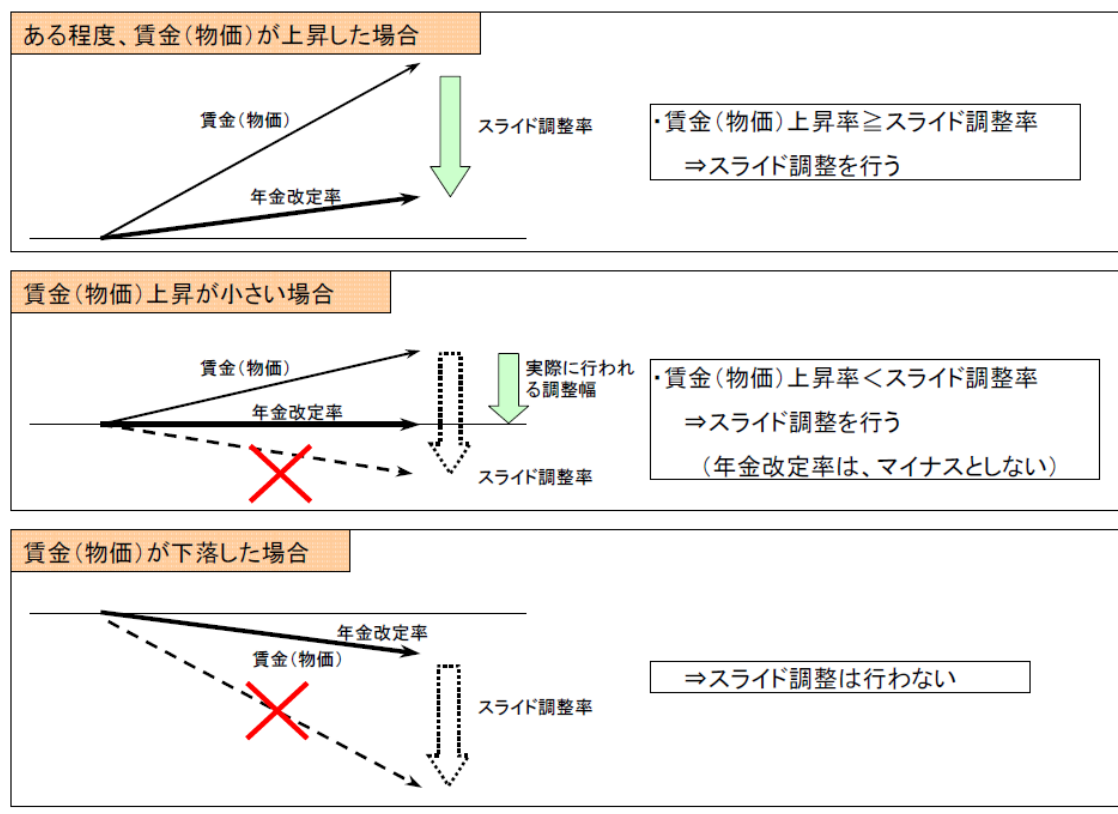 ある程度、賃金(物価)が上昇した場合
賃金(物価)
スライド調整率
年金改定率
・賃金(物価)上昇率≧スライド調整率
⇒スライド調整を行う
賃金(物価)上昇が小さい場合
賃金(物価)
年金改定率
実際に行われ
る調整幅
スライド調整率
・賃金(物価)上昇率<スライド調整率
⇒スライド調整を行う
(年金改定率は、マイナスとしない)
賃金(物価)が下落した場合
年金改定率
賃金(物価)
スライド調整率
⇒スライド調整は行わない